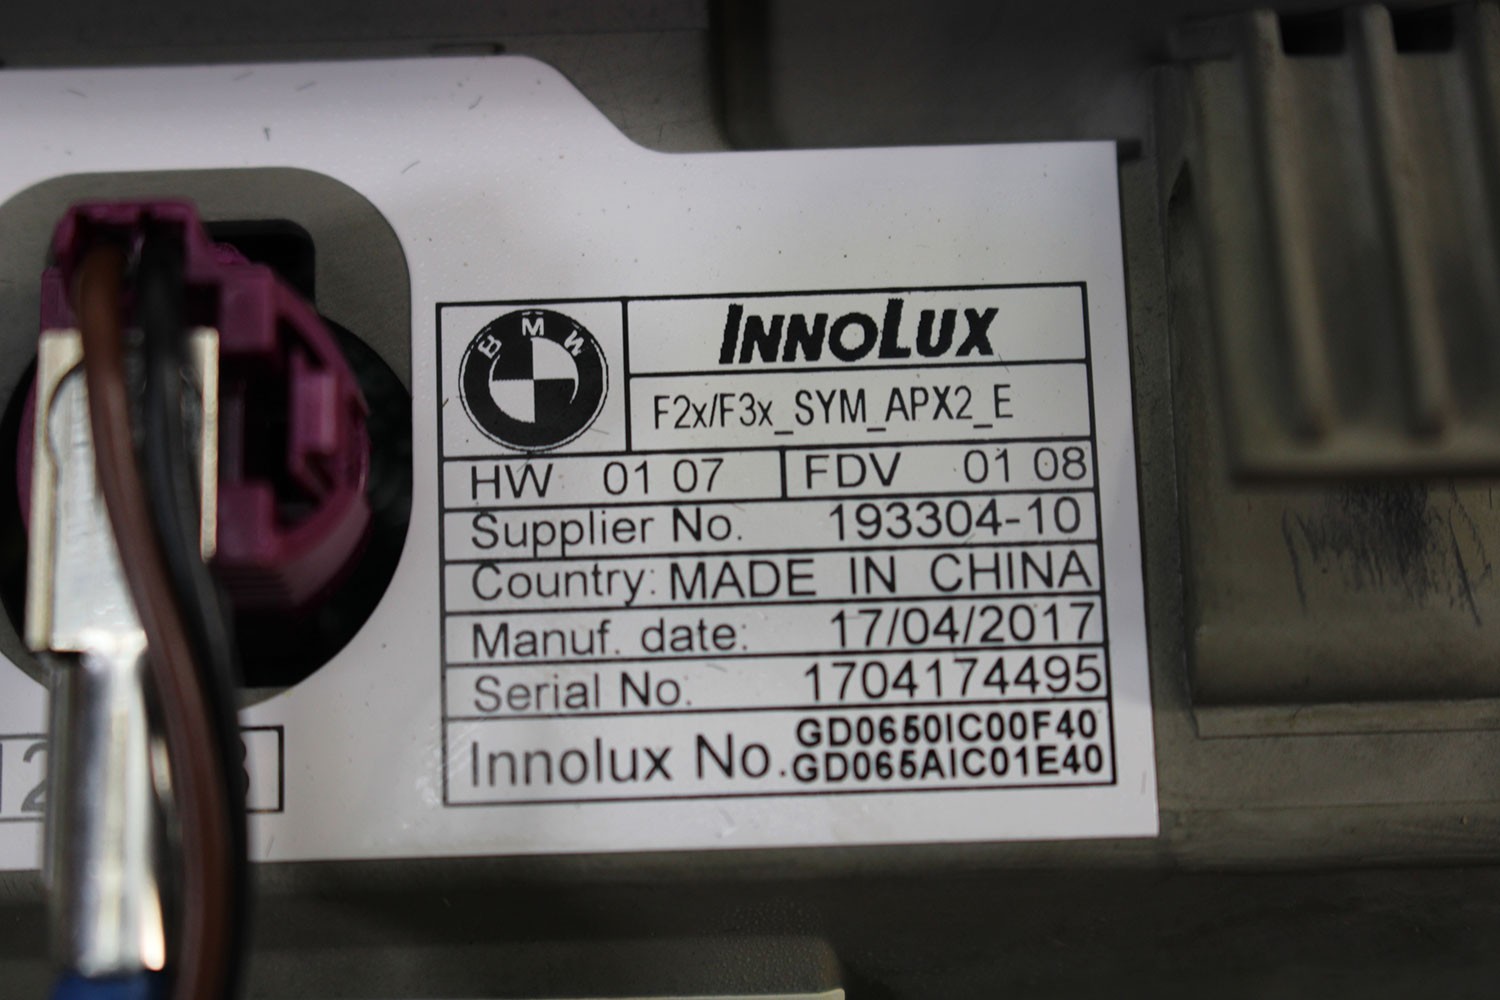 BMW
INNOLUX
F2x/F3x_SYM_APX2_E
HW 01 07 FDV 01 08
Supplier No. 193304-10
Country: MADE IN CHINA
Manuf. date: 17/04/2017
Serial No. 1704174495
Innolux No. GD0650IC00F40
GD065AIC01E40